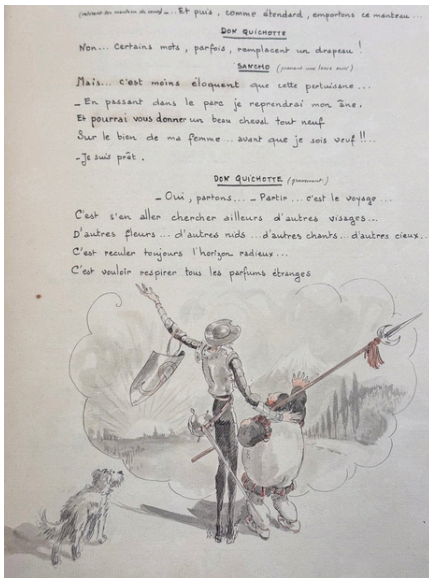 ... Et puis, comme étendard, emportons ce manteau ...
DON QUICHOTTE
Non ... Certains mots, parfois, remplacent un drapeau !
SANCHO (prenant une lance aussi)
Mais... c'est moins éloquent que cette pertuisane ...
_ En passant dans le parc je reprendrai mon âne.
Et pourrai vous donner un beau cheval tout neuf
Sur le bien de ma femme ... avant que je sois veuf !!..
- Je suis prêt .
DON QUICHOTTE (gravement)
_ Oui , partons... _ Partir ... c'est le voyage ...
C'est s'en aller chercher ailleurs d'autres visages...
D'autres fleurs ... d'autres nids ... d'autres chants ... d'autres cieux..
C'est reculer toujours l'horizon radieux ...
C'est vouloir respirer tous les parfums étranges